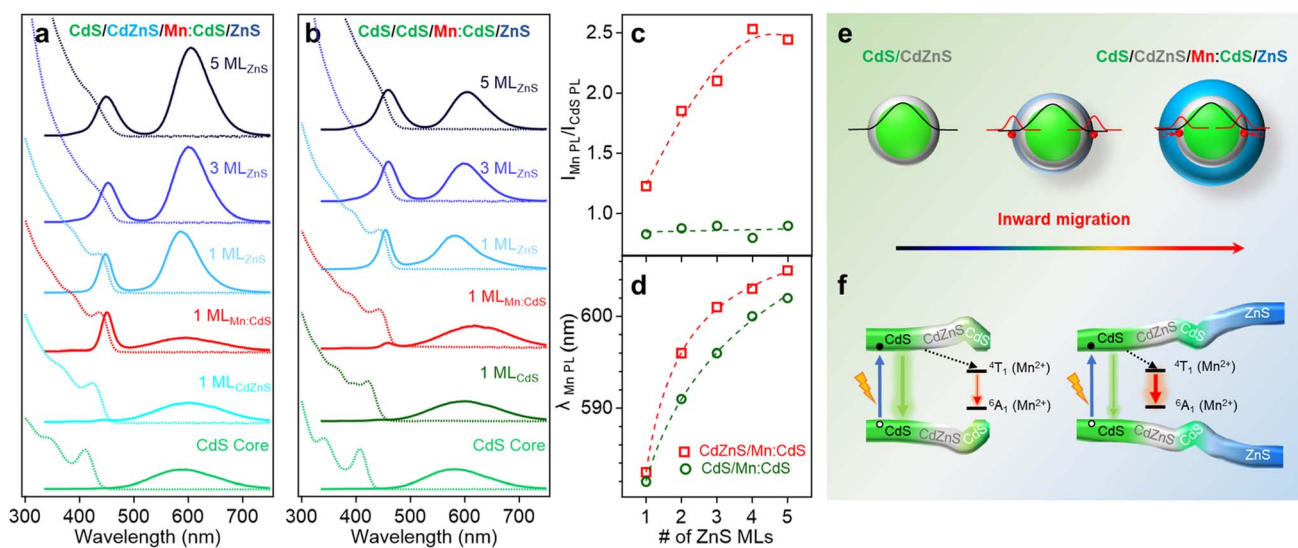 a
CdS/CdZnS/Mn:CdS/ZnS
5 ML_ZnS
3 ML_ZnS
1 ML_ZnS
1 ML_Mn:CdS
1 ML_CdZnS
CdS Core
300 400 500 600 700
Wavelength (nm)
b
CdS/CdS/Mn:CdS/ZnS
5 ML_ZnS
3 ML_ZnS
1 ML_ZnS
1 ML_Mn:CdS
1 ML_CdS
CdS Core
300 400 500 600 700
Wavelength (nm)
c
I_Mn PL/I_CdS PL
2.5
2.0
1.5
1.0
d
λ_Mn PL (nm)
600
590
CdZnS/Mn:CdS
CdS/Mn:CdS
1 2 3 4 5
# of ZnS MLs
e
CdS/CdZnS
CdS/CdZnS/Mn:CdS/ZnS
Inward migration
f
CdS CdZnS CdS
⁴T₁ (Mn²⁺)
⁶A₁ (Mn²⁺)
CdS CdZnS CdS
CdS CdZnS CdS ZnS
⁴T₁ (Mn²⁺)
⁶A₁ (Mn²⁺)
CdS CdZnS CdS ZnS